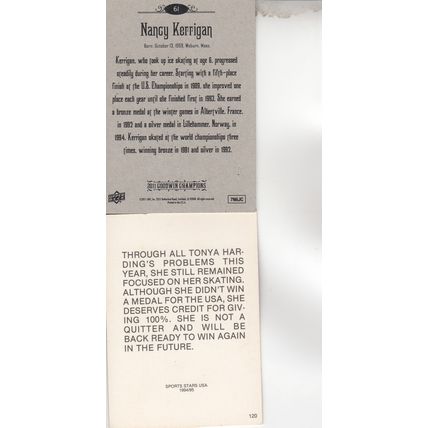 61
Nancy Kerrigan
Born: October 13, 1969, Woburn, Mass.
Kerrigan, who took up ice skating at age 6, progressed
steadily during her career. Starting with a fifth-place
finish at the U.S. Championships in 1989, she improved one
place each year until she finished first in 1993. She earned
a bronze medal at the winter games in Albertville, France,
in 1992 and a silver medal in Lillehammer, Norway, in
1994. Kerrigan skated at the world championships three
times, winning bronze in 1991 and silver in 1992.
2011 GOODWIN CHAMPIONS
THROUGH ALL TONYA HAR-
DING'S PROBLEMS THIS
YEAR, SHE STILL REMAINED
FOCUSED ON HER SKATING.
ALTHOUGH SHE DIDN'T WIN
A MEDAL FOR THE USA, SHE
DESERVES CREDIT FOR GIV-
ING 100%. SHE IS NOT A
QUITTER AND WILL BE
BACK READY TO WIN AGAIN
IN THE FUTURE.
SPORTS STARS USA
1994/95
120